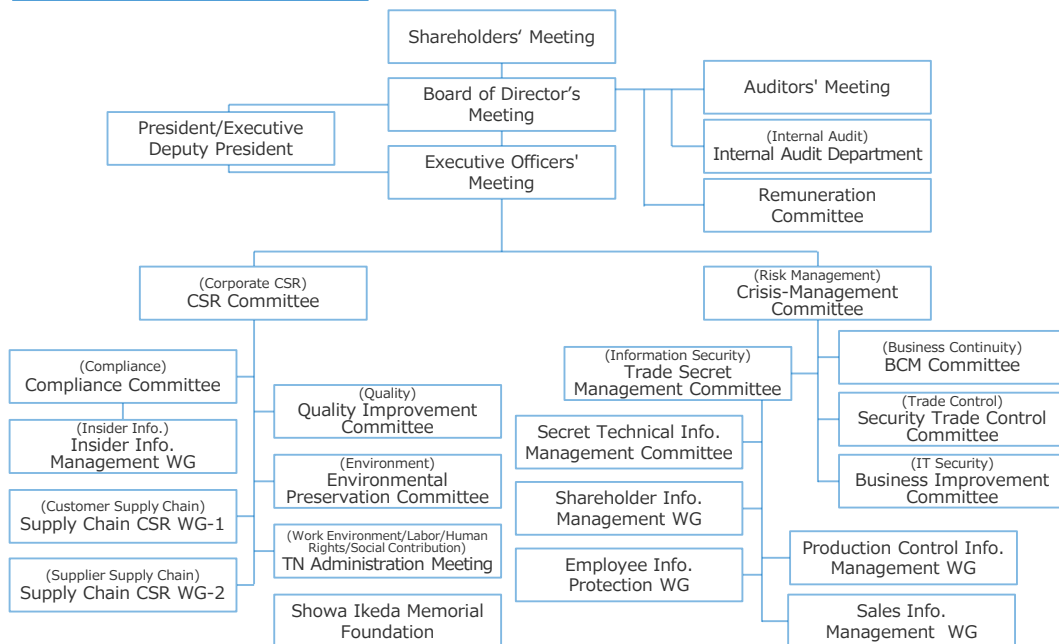 Shareholders' Meeting
Board of Director's
Meeting
Auditors' Meeting
President/Executive
Deputy President
(Internal Audit)
Internal Audit Department
Executive Officers'
Meeting
Remuneration
Committee
(Corporate CSR)
CSR Committee
(Risk Management)
Crisis-Management
Committee
(Compliance)
Compliance Committee
(Insider Info.)
Insider Info.
Management WG
(Customer Supply Chain)
Supply Chain CSR WG-1
(Supplier Supply Chain)
Supply Chain CSR WG-2
(Quality)
Quality Improvement
Committee
(Environment)
Environmental
Preservation Committee
(Work Environment/Labor/Human
Rights/Social Contribution)
TN Administration Meeting
Showa Ikeda Memorial
Foundation
(Information Security)
Trade Secret
Management Committee
Secret Technical Info.
Management Committee
Shareholder Info.
Management WG
Employee Info.
Protection WG
(Business Continuity)
BCM Committee
(Trade Control)
Security Trade Control
Committee
(IT Security)
Business Improvement
Committee
Production Control Info.
Management WG
Sales Info.
Management WG